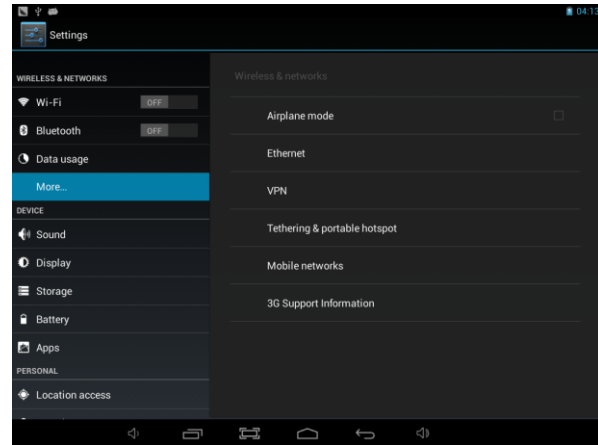 04:13
Settings
WIRELESS & NETWORKS
Wi-Fi OFF
Bluetooth OFF
Data usage
More...
DEVICE
Sound
Display
Storage
Battery
Apps
PERSONAL
Location access
Wireless & networks
Airplane mode
Ethernet
VPN
Tethering & portable hotspot
Mobile networks
3G Support Information